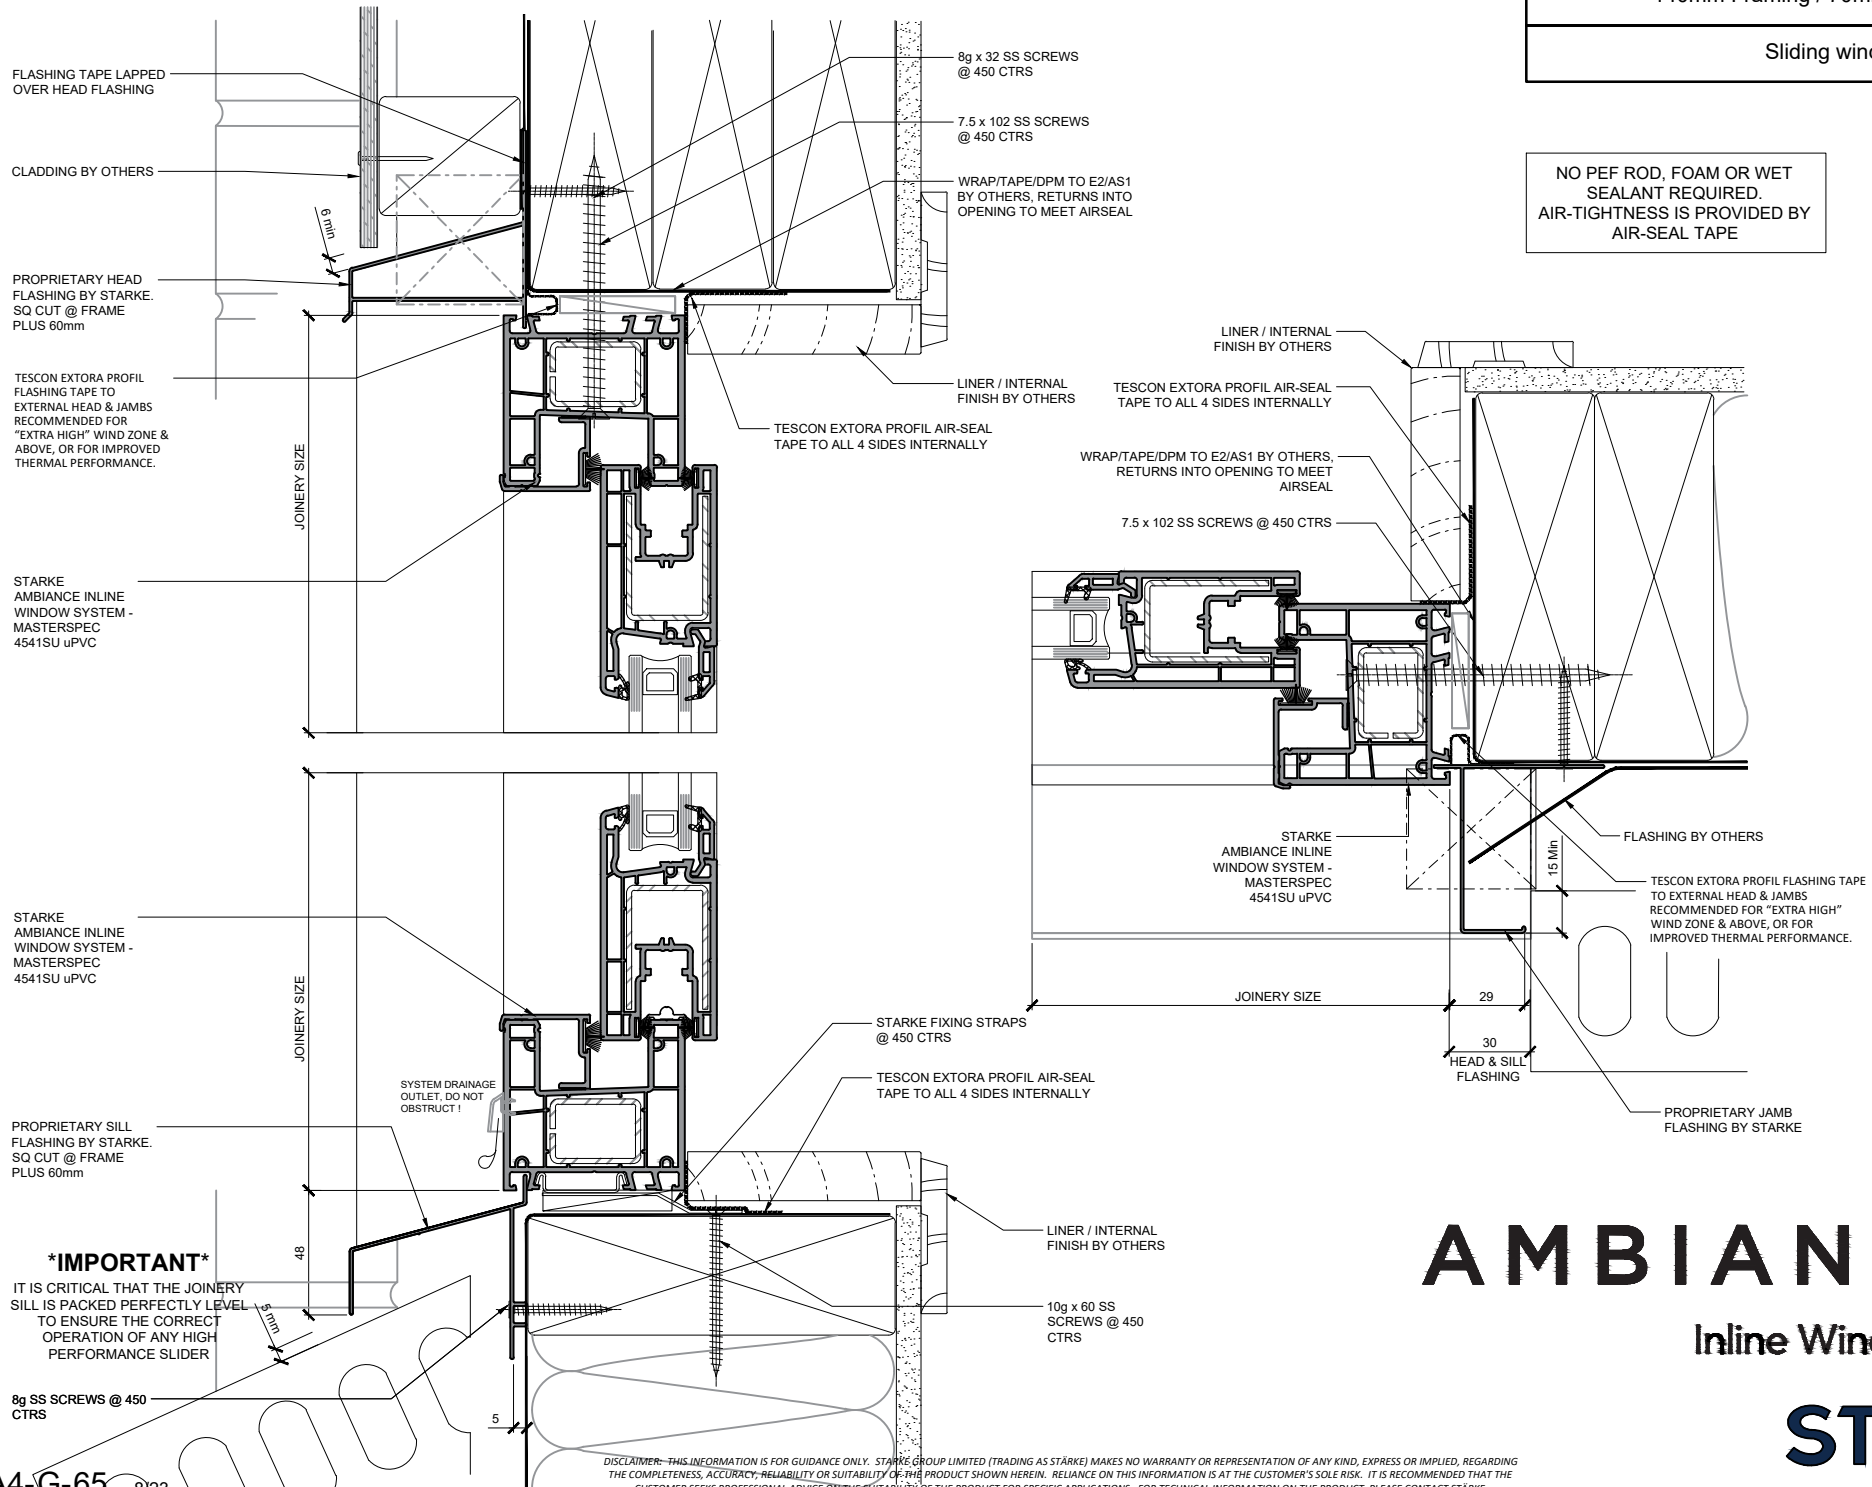 Sliding
FLASHING TAPE LAPPED
OVER HEAD FLASHING
CLADDING BY OTHERS
6 min
PROPRIETARY HEAD
FLASHING BY STARKE.
SQ CUT @ FRAME
PLUS 60mm
TESCON EXTORA PROFIL
FLASHING TAPE TO
EXTERNAL HEAD & JAMBS
RECOMMENDED FOR
“EXTRA HIGH” WIND ZONE &
ABOVE, OR FOR IMPROVED
THERMAL PERFORMANCE.
JOINERY SIZE
STARKE
AMBIANCE INLINE
WINDOW SYSTEM -
MASTERSPEC
4541SU uPVC
8g x 32 SS SCREWS
@ 450 CTRS
7.5 x 102 SS SCREWS
@ 450 CTRS
WRAP/TAPE/DPM TO E2/AS1
BY OTHERS, RETURNS INTO
OPENING TO MEET AIRSEAL
LINER / INTERNAL
FINISH BY OTHERS
TESCON EXTORA PROFIL AIR-SEAL
TAPE TO ALL 4 SIDES INTERNALLY
NO PEF ROD, FOAM OR WET
SEALANT REQUIRED.
AIR-TIGHTNESS IS PROVIDED BY
AIR-SEAL TAPE
LINER / INTERNAL
FINISH BY OTHERS
TESCON EXTORA PROFIL AIR-SEAL
TAPE TO ALL 4 SIDES INTERNALLY
WRAP/TAPE/DPM TO E2/AS1 BY OTHERS,
RETURNS INTO OPENING TO MEET
AIRSEAL
7.5 x 102 SS SCREWS @ 450 CTRS
STARKE
AMBIANCE INLINE
WINDOW SYSTEM -
MASTERSPEC
4541SU uPVC
15 Min
FLASHING BY OTHERS
TESCON EXTORA PROFIL FLASHING TAPE
TO EXTERNAL HEAD & JAMBS
RECOMMENDED FOR “EXTRA HIGH”
WIND ZONE & ABOVE, OR FOR
IMPROVED THERMAL PERFORMANCE.
JOINERY SIZE
29
30
HEAD & SILL
FLASHING
PROPRIETARY JAMB
FLASHING BY STARKE
STARKE
AMBIANCE INLINE
WINDOW SYSTEM -
MASTERSPEC
4541SU uPVC
JOINERY SIZE
SYSTEM DRAINAGE
OUTLET, DO NOT
OBSTRUCT !
STARKE FIXING STRAPS
@ 450 CTRS
TESCON EXTORA PROFIL AIR-SEAL
TAPE TO ALL 4 SIDES INTERNALLY
PROPRIETARY SILL
FLASHING BY STARKE.
SQ CUT @ FRAME
PLUS 60mm
48
*IMPORTANT*
IT IS CRITICAL THAT THE JOINERY
SILL IS PACKED PERFECTLY LEVEL
TO ENSURE THE CORRECT
OPERATION OF ANY HIGH
PERFORMANCE SLIDER
5 mm
8g SS SCREWS @ 450
CTRS
5
LINER / INTERNAL
FINISH BY OTHERS
10g x 60 SS
SCREWS @ 450
CTRS
AMBIAN
Inline
ST
DISCLAIMER: THIS INFORMATION IS FOR GUIDANCE ONLY. STARKE GROUP LIMITED (TRADING AS STÄRKE) MAKES NO WARRANTY OR REPRESENTATION OF ANY KIND, EXPRESS OR IMPLIED, REGARDING
THE COMPLETENESS, ACCURACY, RELIABILITY OR SUITABILITY OF THE PRODUCT SHOWN HEREIN. RELIANCE ON THIS INFORMATION IS AT THE CUSTOMER'S SOLE RISK. IT IS RECOMMENDED THAT THE